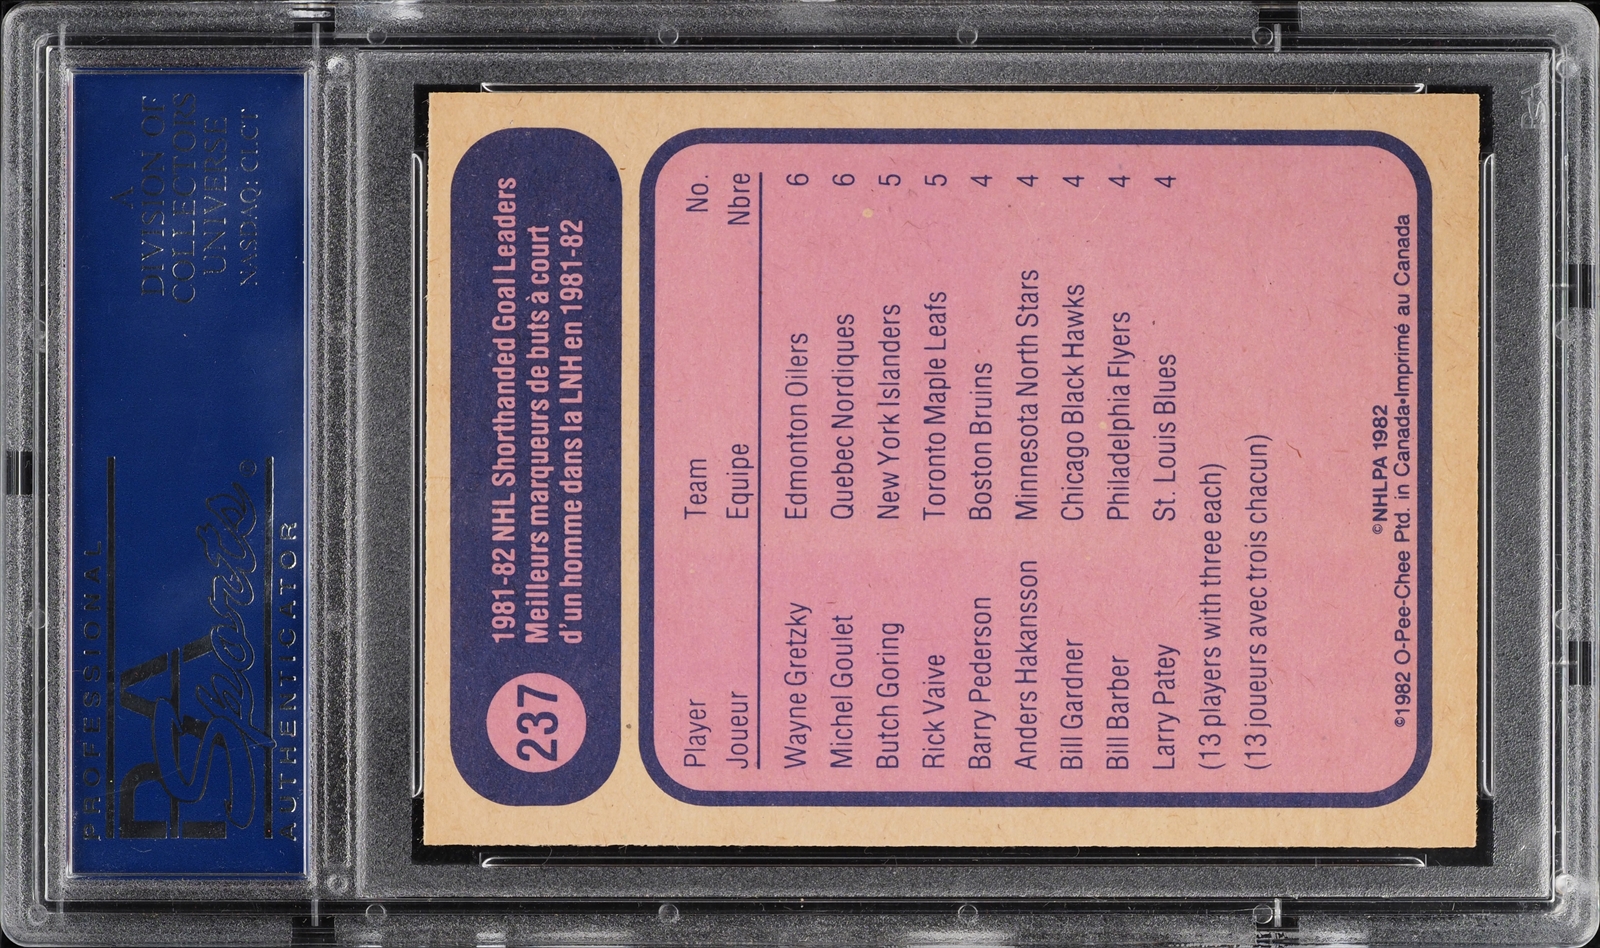 PROFESSIONAL
PSA
Sports ©
AUTHENTICATOR
A
DIVISION OF
COLLECTORS
UNIVERSE
NASDAQ: CLCT
237
1981-82 NHL Shorthanded Goal Leaders
Meilleurs marqueurs de buts à court
d'un homme dans la LNH en 1981-82
Player Team No.
Joueur Equipe Nbre
Wayne Gretzky Edmonton Oilers 6
Michel Goulet Quebec Nordiques 6
Butch Goring New York Islanders 5
Rick Vaive Toronto Maple Leafs 5
Barry Pederson Boston Bruins 4
Anders Hakansson Minnesota North Stars 4
Bill Gardner Chicago Black Hawks 4
Bill Barber Philadelphia Flyers 4
Larry Patey St. Louis Blues 4
(13 players with three each)
(13 joueurs avec trois chacun)
©NHLPA 1982
©1982 O-Pee-Chee Ptd. in Canada•Imprimé au Canada
PSA